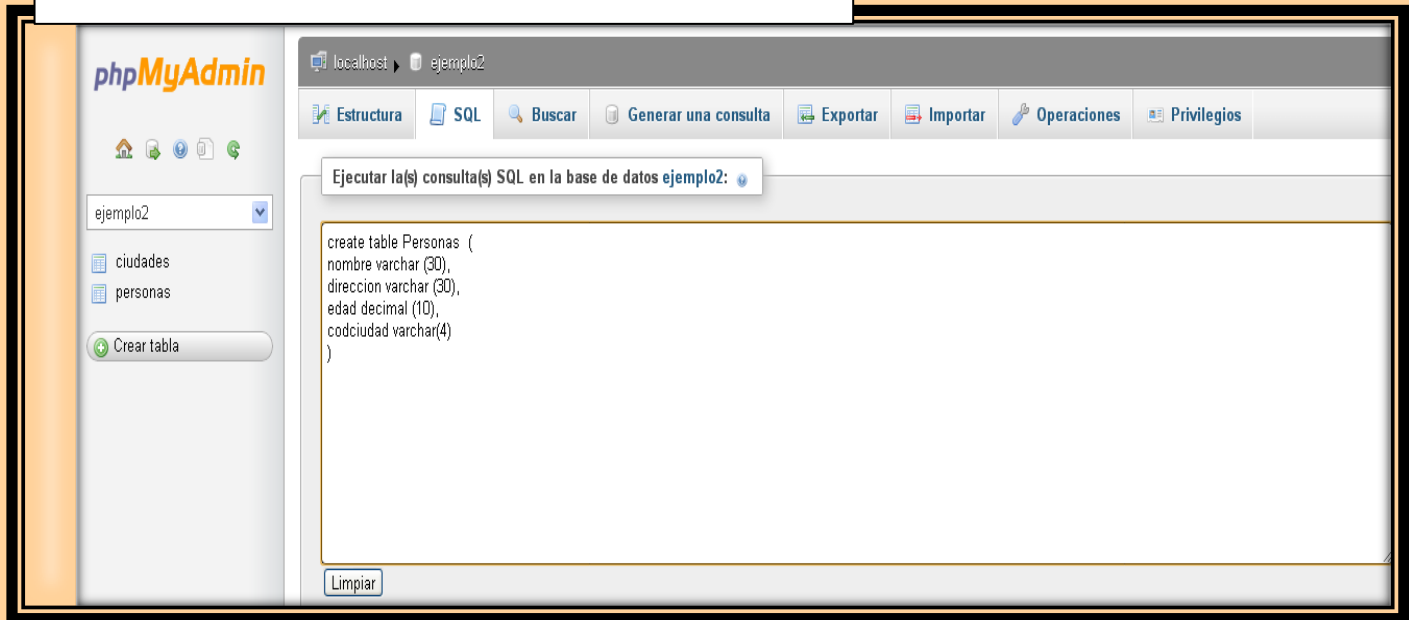 phpMyAdmin
localhost ▸ ejemplo2
Estructura SQL Buscar Generar una consulta Exportar Importar Operaciones Privilegios
ejemplo2
ciudades
personas
Crear tabla
Ejecutar la(s) consulta(s) SQL en la base de datos ejemplo2:
create table Personas (
nombre varchar (30),
direccion varchar (30),
edad decimal (10),
codciudad varchar(4)
)
Limpiar